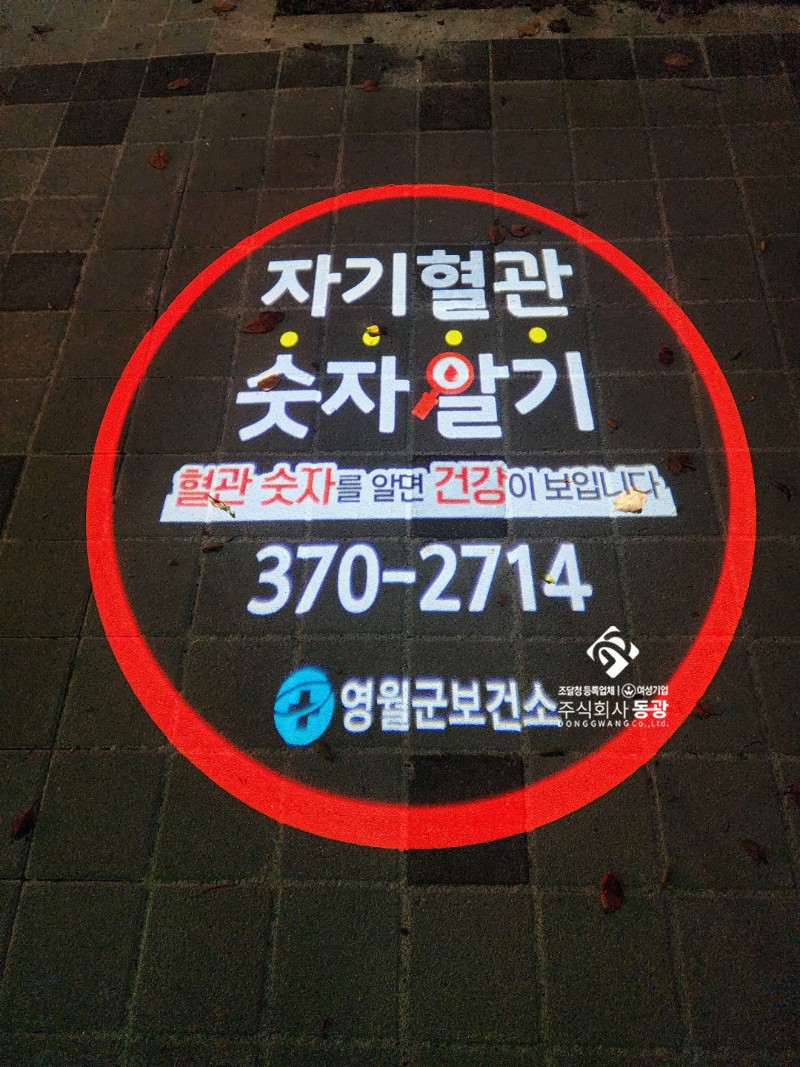 자기혈관
숫자 알기
혈관 숫자를 알면 건강이 보입니다
370-2714
영월군보건소
조달청 등록업체 | 여성기업
주식회사 동광
DONGGWANG Co.,Ltd.